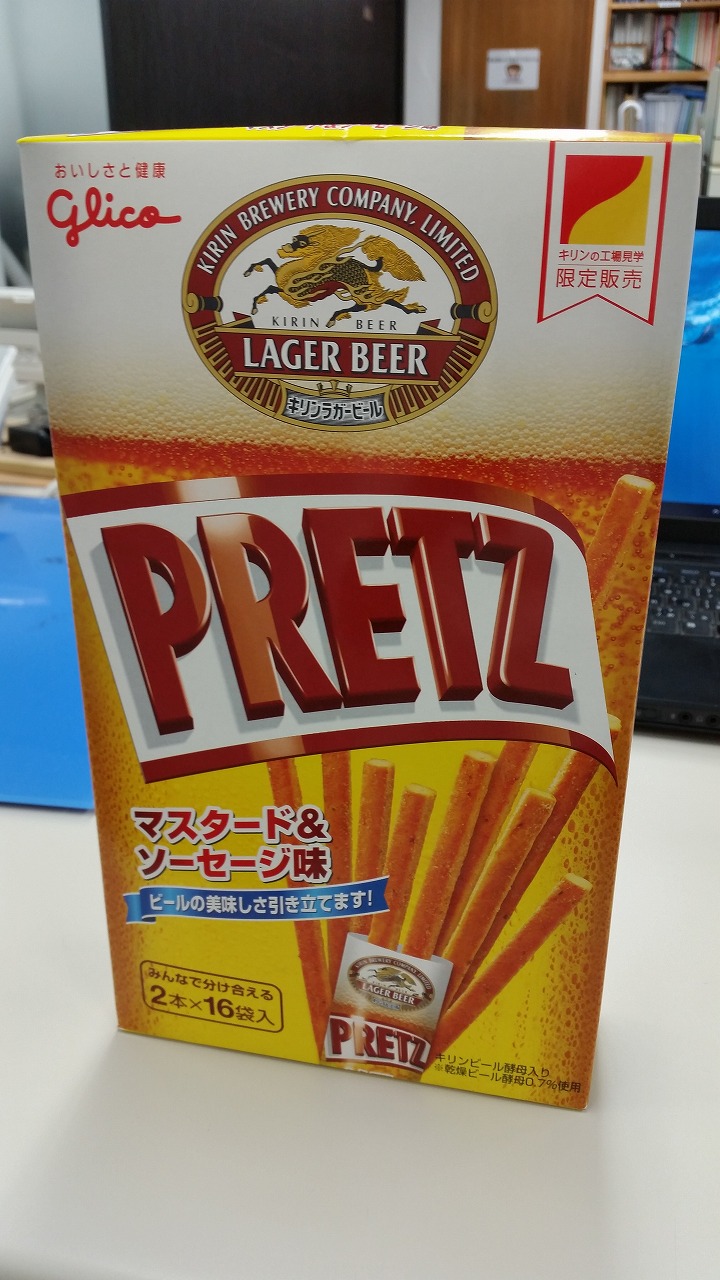 おいしさと健康
glico
KIRIN BREWERY COMPANY, LIMITED
KIRIN BEER
LAGER BEER
キリンラガービール
キリンの工場見学
限定販売
PRETZ
マスタード&
ソーセージ味
ビールの美味しさ引き立てます!
みんなで分け合える
2本×16袋入
KIRIN BREWERY COMPANY, LIMITED
LAGER BEER
PRETZ
キリンビール酵母入り
※乾燥ビール酵母0.7%使用